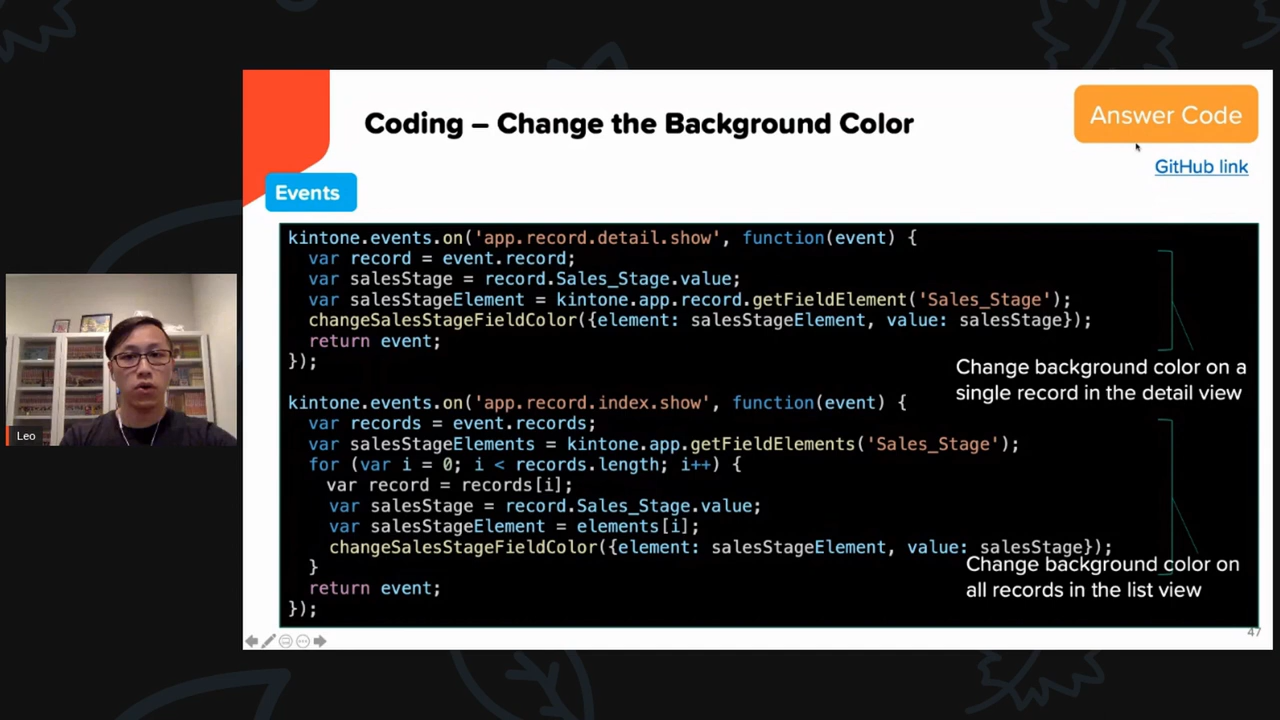 Coding – Change the Background Color
Answer Code
GitHub link
Events
kintone.events.on('app.record.detail.show', function(event) {
  var record = event.record;
  var salesStage = record.Sales_Stage.value;
  var salesStageElement = kintone.app.record.getFieldElement('Sales_Stage');
  changeSalesStageFieldColor({element: salesStageElement, value: salesStage});
  return event;
});
Change background color on a
single record in the detail view
kintone.events.on('app.record.index.show', function(event) {
  var records = event.records;
  var salesStageElements = kintone.app.getFieldElements('Sales_Stage');
  for (var i = 0; i < records.length; i++) {
    var record = records[i];
    var salesStage = record.Sales_Stage.value;
    var salesStageElement = elements[i];
    changeSalesStageFieldColor({element: salesStageElement, value: salesStage});
  }
  return event;
});
Change background color on
all records in the list view
47
Leo